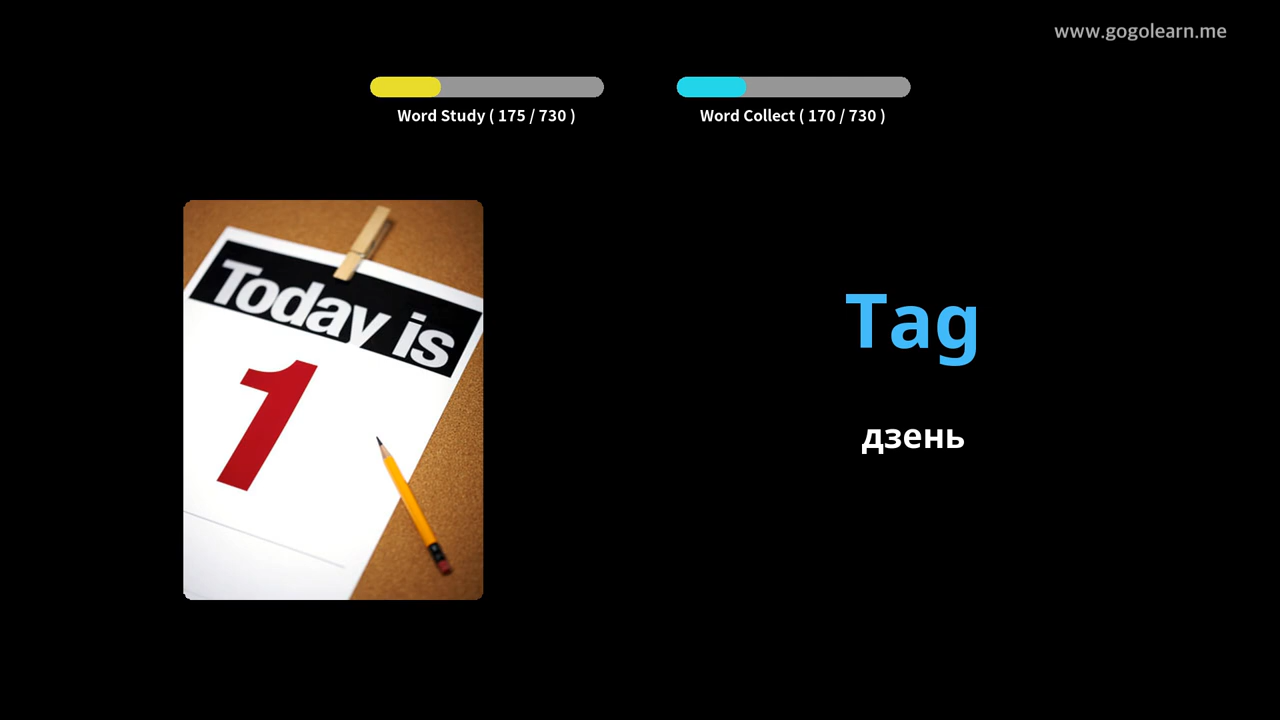 www.gogolearn.me
Word Study ( 175 / 730 )
Word Collect ( 170 / 730 )
Today is
1
Tag
дзень